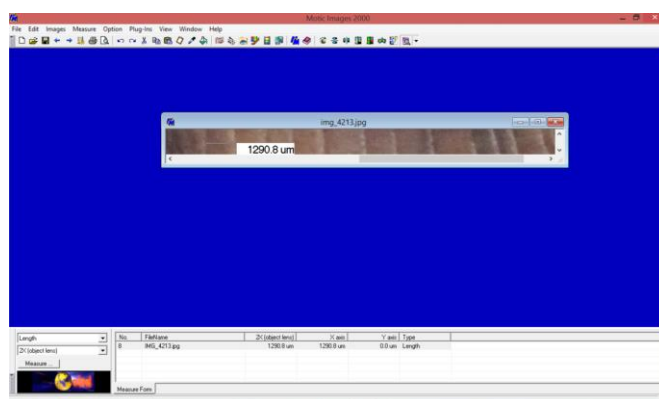 Motic Images 2000
File Edit Images Measure Option Plug-Ins View Window Help
img_4213.jpg
1290.8 um
Length
2X (object lens)
Measure ...
No. FileName 2X (object lens) X axis Y axis Type
8 IMG_4213.jpg 1290.8 um 1290.8 um 0.0 um Length
Measure Form